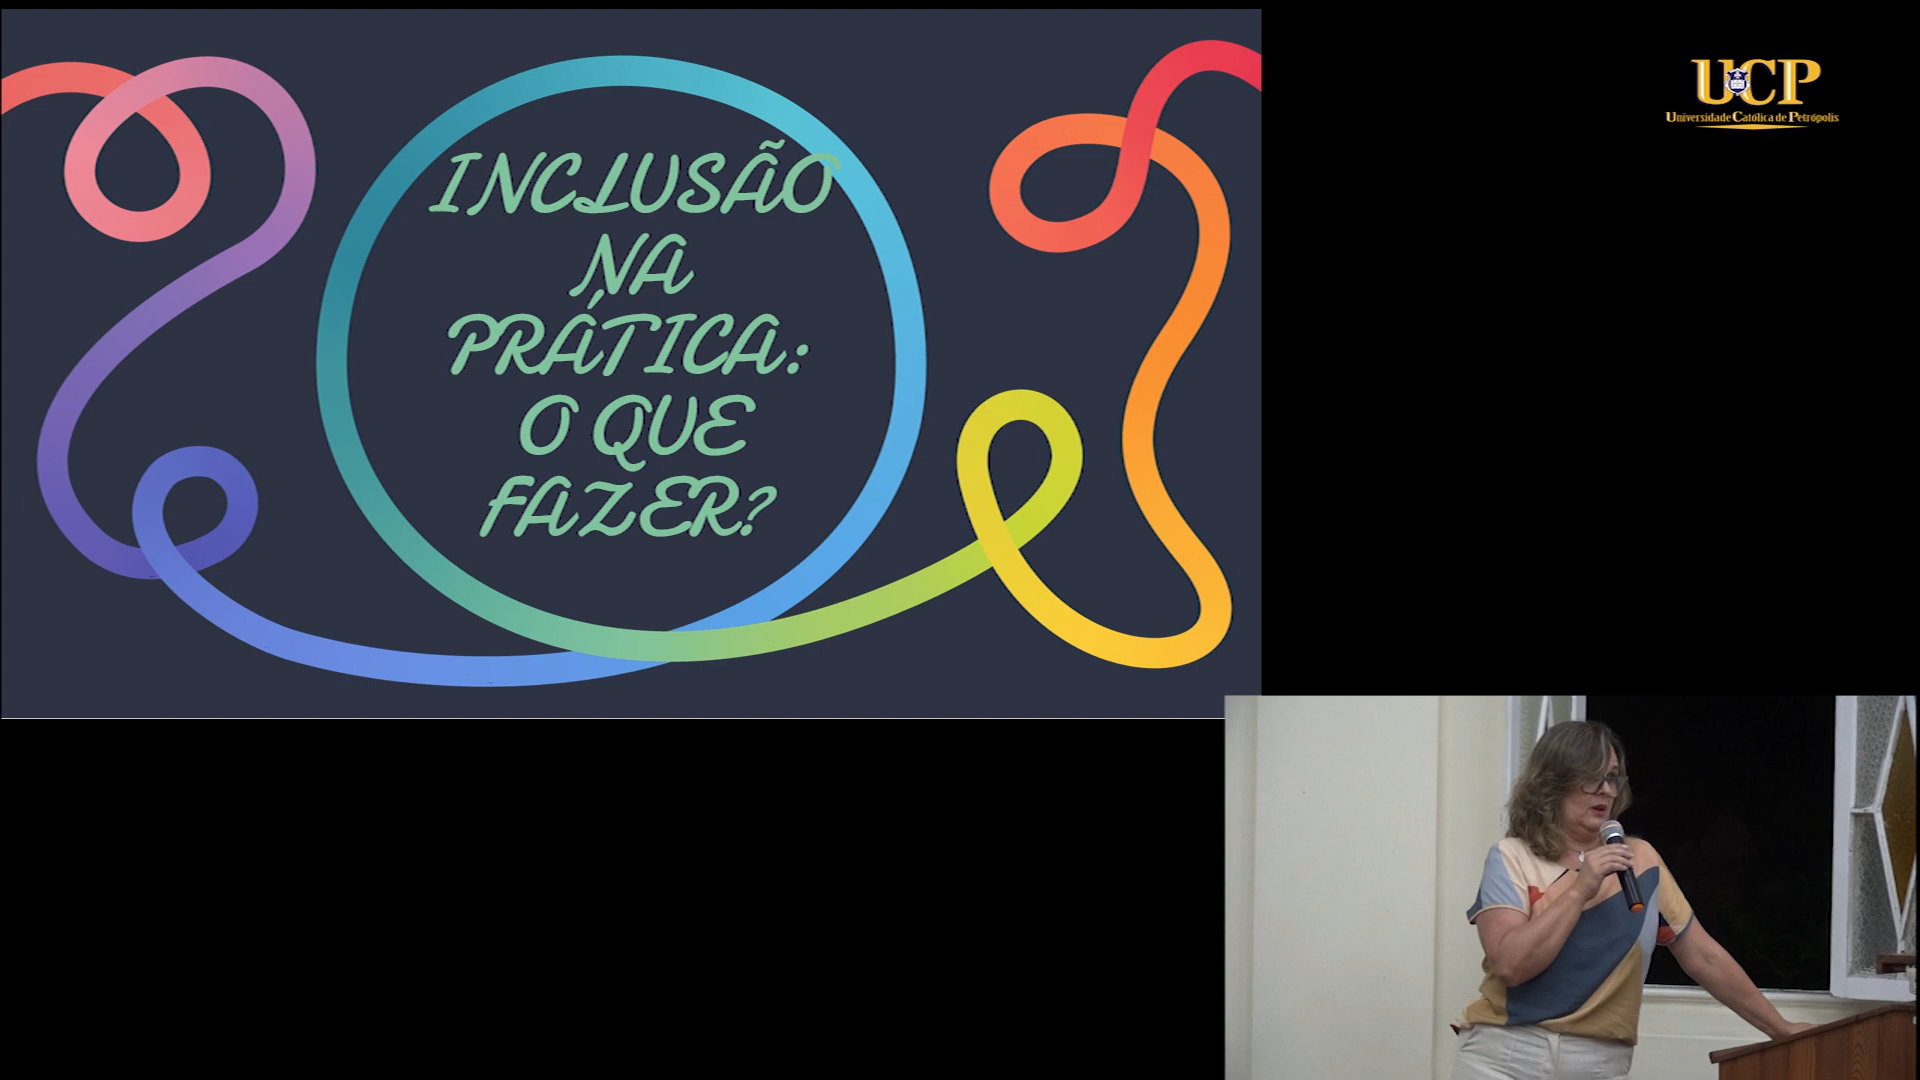 INCLUSÃO
NA
PRÁTICA:
O QUE
FAZER?
UCP
Universidade Católica de Petrópolis